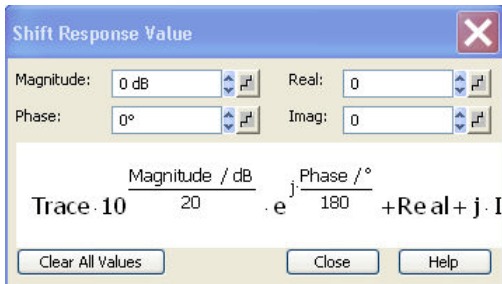 Shift Response Value
Magnitude: 0 dB Real: 0
Phase: 0° Imag: 0
Magnitude / dB Phase / °
Trace · 10 20 · e j· 180 +Real + j · I
Clear All Values Close Help